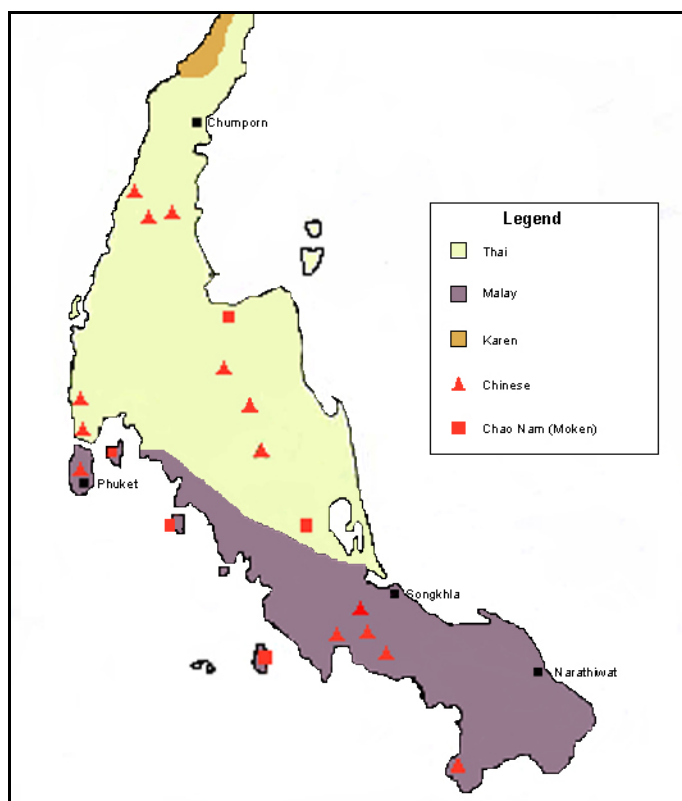 Chumporn
Legend
Thai
Malay
Karen
Chinese
Chao Nam (Moken)
Phuket
Songkhla
Narathiwat